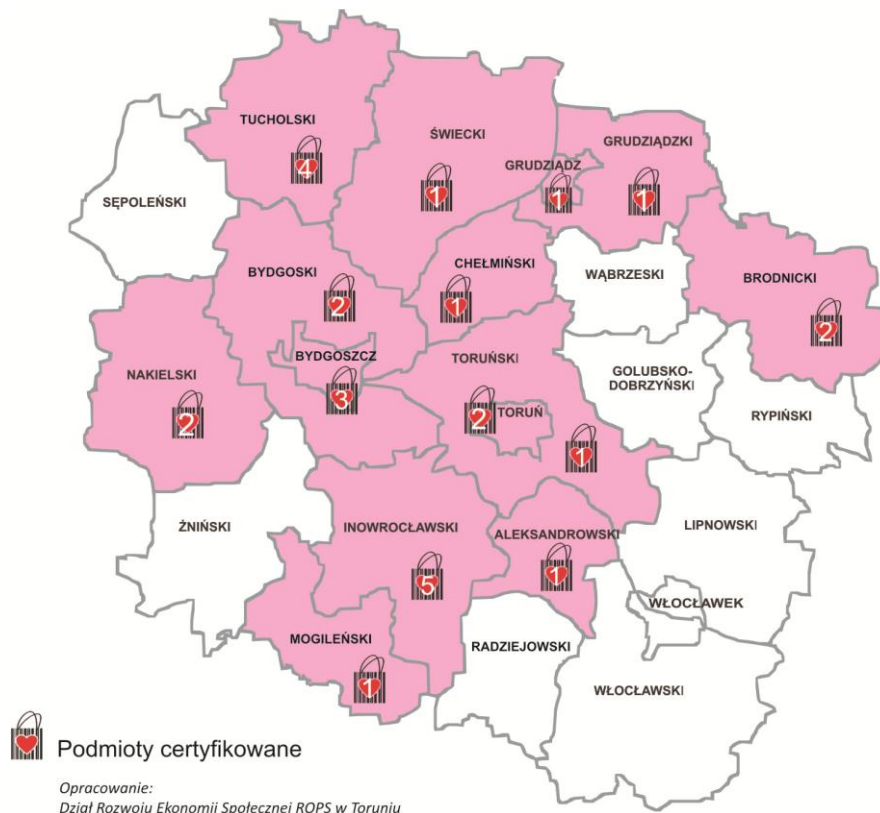 TUCHOLSKI
4
ŚWIECKI
1
GRUDZIĄDZKI
1
GRUDZIĄDZ
1
SĘPOLEŃSKI
BYDGOSKI
2
CHEŁMIŃSKI
1
WĄBRZESKI
BRODNICKI
2
BYDGOSZCZ
3
TORUŃSKI
1
NAKIELSKI
2
GOLUBSKO-
DOBRZYŃSKI
TORUŃ
2
RYPIŃSKI
ŻNIŃSKI
INOWROCŁAWSKI
5
ALEKSANDROWSKI
1
LIPNOWSKI
WŁOCŁAWEK
MOGILEŃSKI
1
RADZIEJOWSKI
WŁOCŁAWSKI
Podmioty certyfikowane
Opracowanie:
Dział Rozwoju Ekonomii Społecznej ROPS w Toruniu